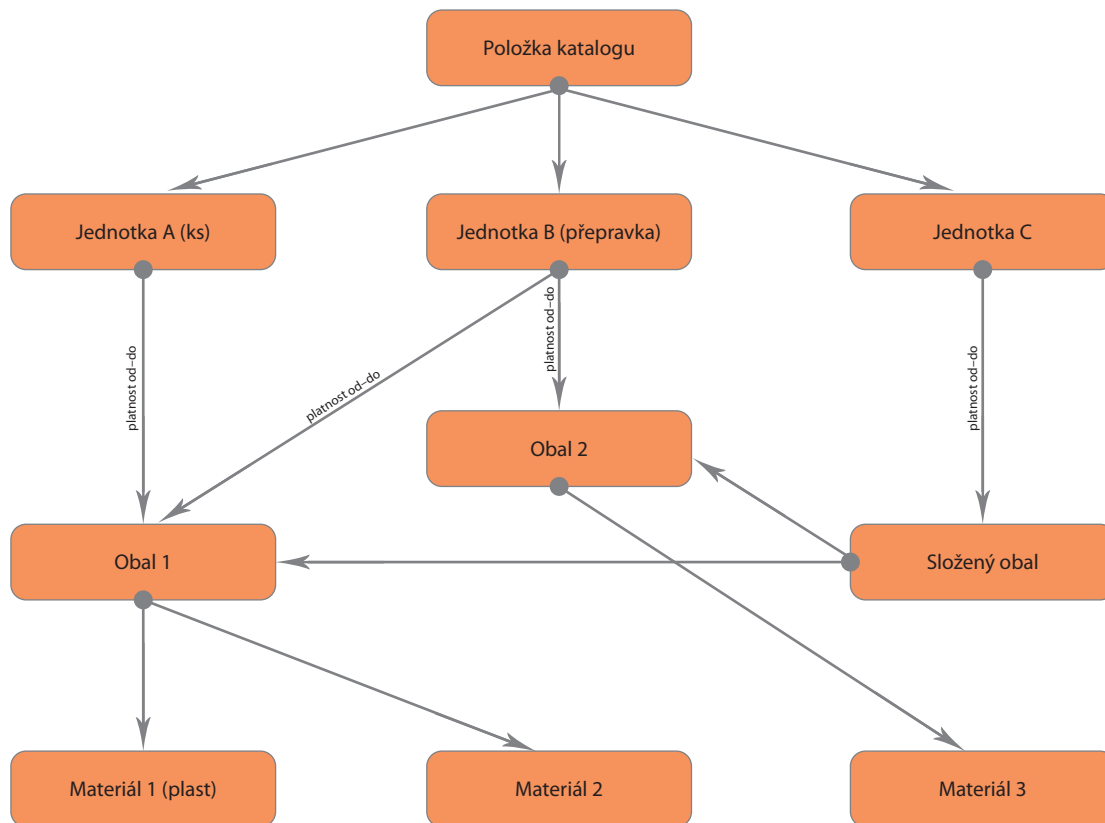 Položka katalogu
Jednotka A (ks)
Jednotka B (přepravka)
Jednotka C
platnost od–do
platnost od–do
platnost od–do
platnost od–do
Obal 2
Obal 1
Složený obal
Materiál 1 (plast)
Materiál 2
Materiál 3